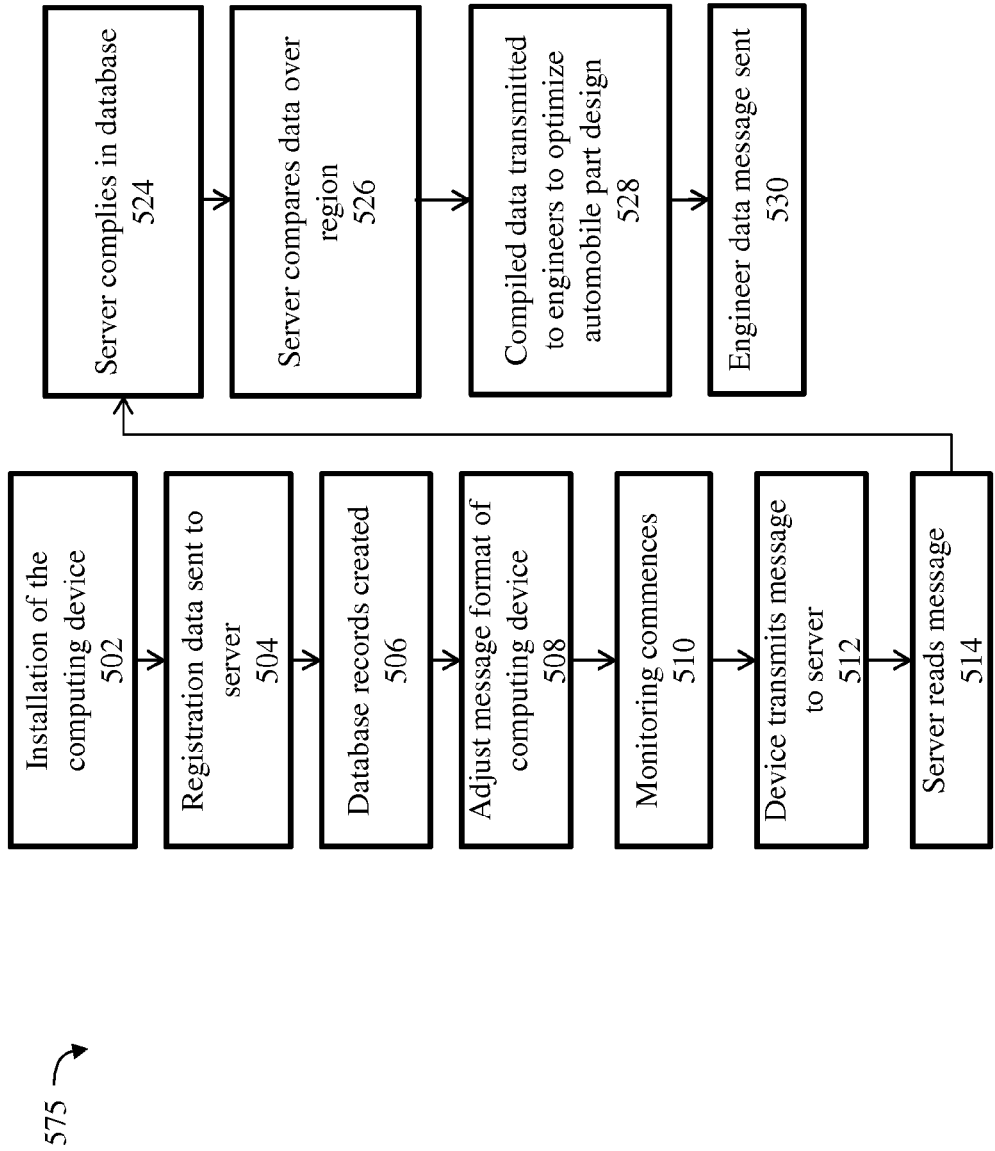 575
Installation of the
computing device
502
Registration data sent to
server
504
Database records created
506
Adjust message format of
computing device
508
Monitoring commences
510
Device transmits message
to server
512
Server reads message
514
Server complies in database
524
Server compares data over
region
526
Compiled data transmitted
to engineers to optimize
automobile part design
528
Engineer data message sent
530